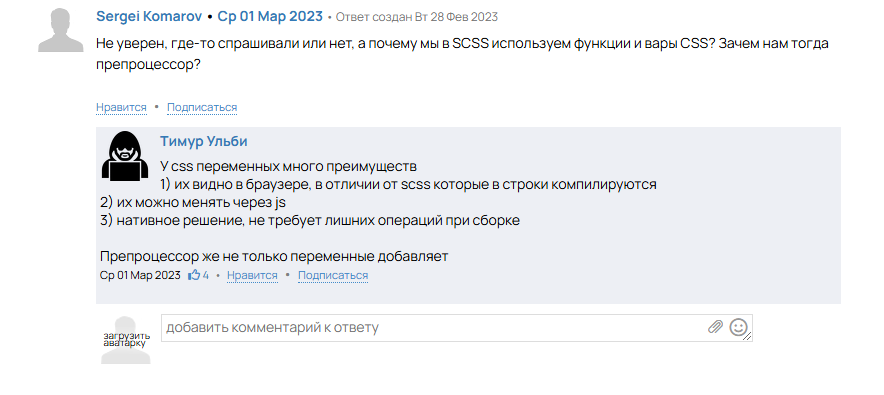 Sergei Komarov • Ср 01 Мар 2023 • Ответ создан Вт 28 Фев 2023
Не уверен, где-то спрашивали или нет, а почему мы в SCSS используем функции и вары CSS? Зачем нам тогда
препроцессор?
Нравится • Подписаться
Тимур Ульби
У css переменных много преимуществ
1) их видно в браузере, в отличии от scss которые в строки компилируются
2) их можно менять через js
3) нативное решение, не требует лишних операций при сборке
Препроцессор же не только переменные добавляет
Ср 01 Мар 2023 4 • Нравится • Подписаться
загрузить
аватарку
добавить комментарий к ответу